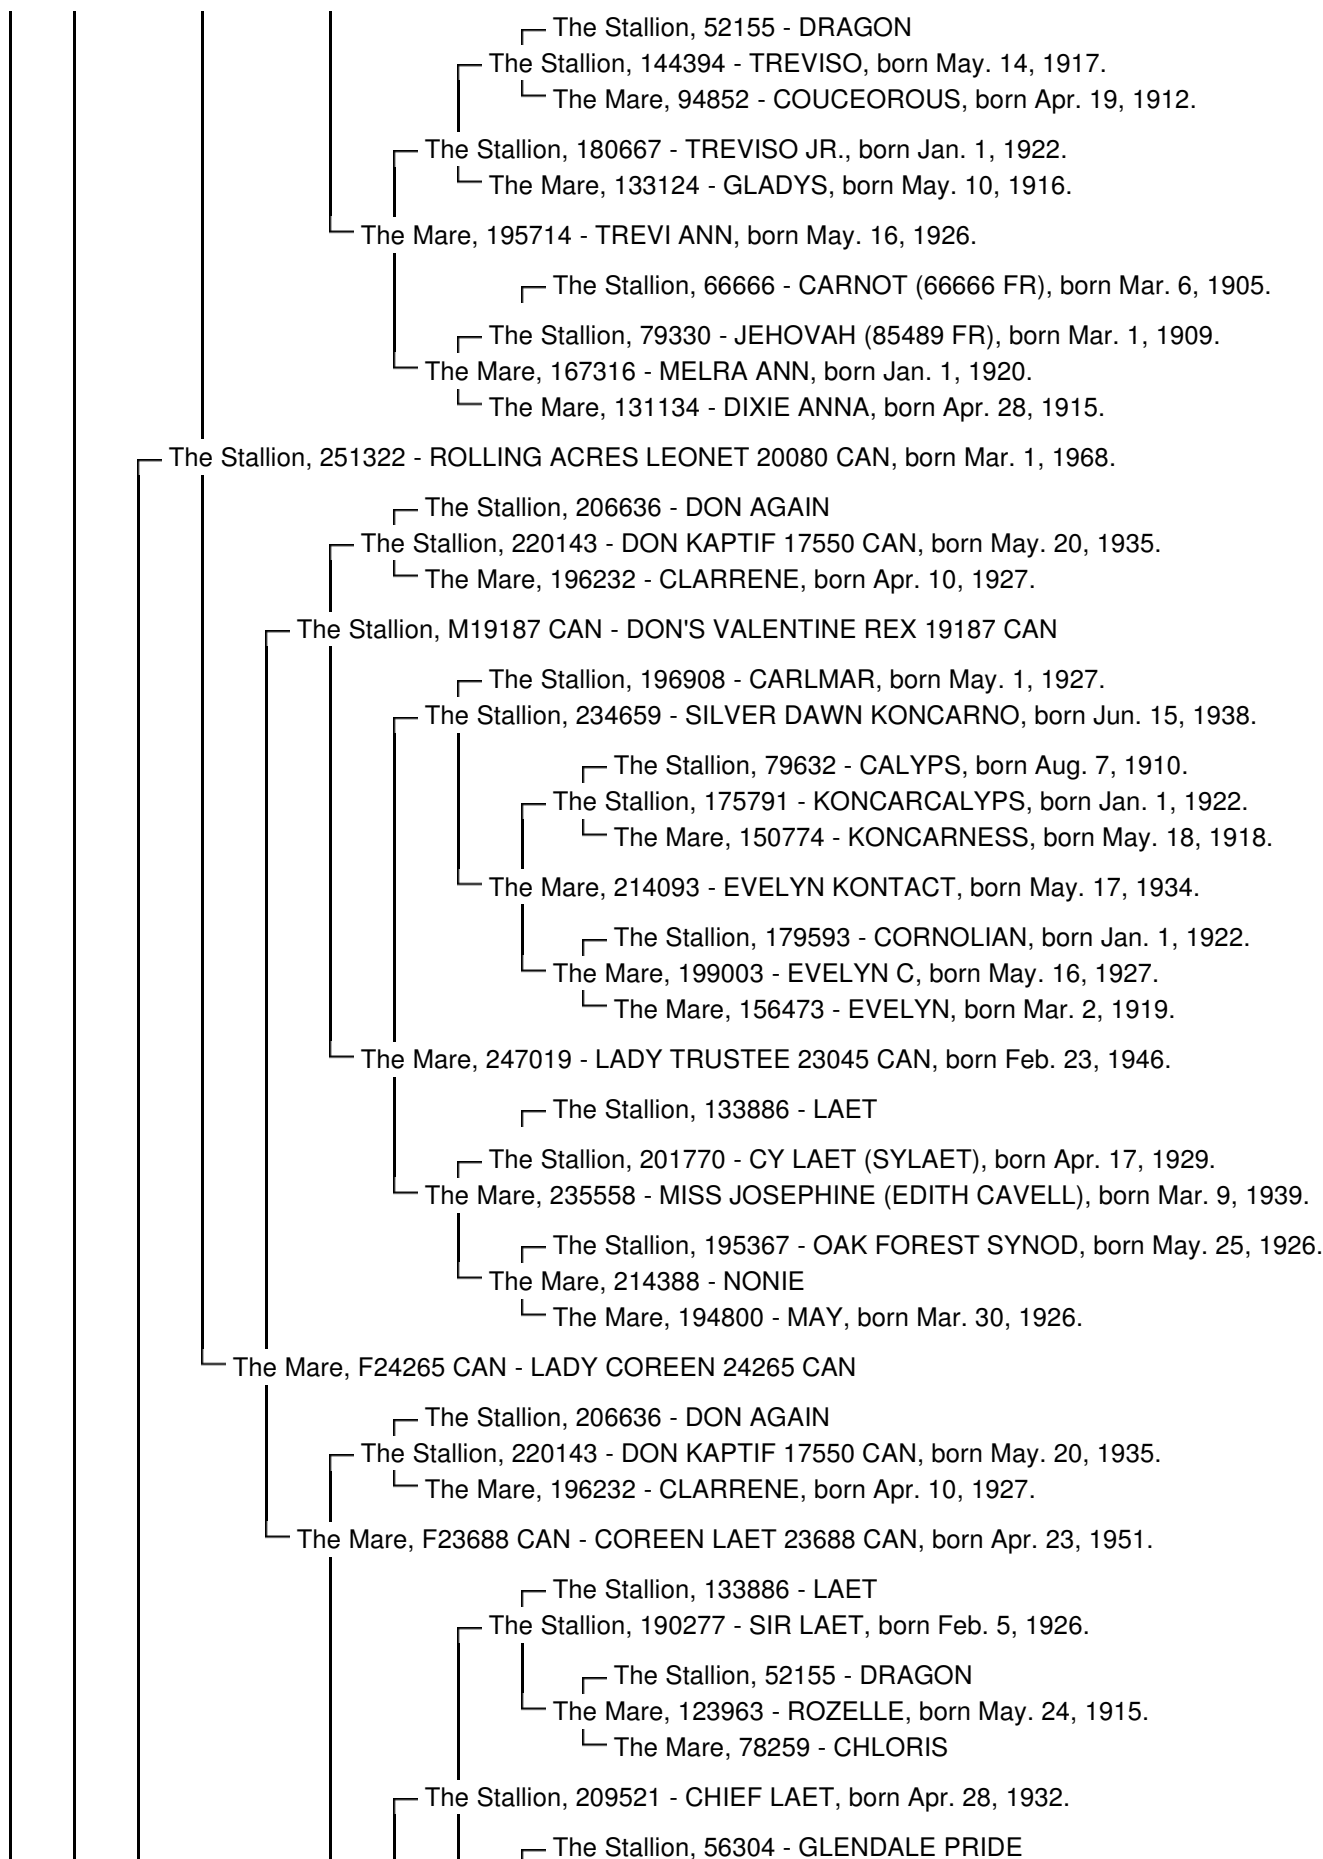 The Stallion, 52155 - DRAGON
The Stallion, 144394 - TREVISO, born May. 14, 1917.
The Mare, 94852 - COUCEOROUS, born Apr. 19, 1912.
The Stallion, 180667 - TREVISO JR., born Jan. 1, 1922.
The Mare, 133124 - GLADYS, born May. 10, 1916.
The Mare, 195714 - TREVI ANN, born May. 16, 1926.
The Stallion, 66666 - CARNOT (66666 FR), born Mar. 6, 1905.
The Stallion, 79330 - JEHOVAH (85489 FR), born Mar. 1, 1909.
The Mare, 167316 - MELRA ANN, born Jan. 1, 1920.
The Mare, 131134 - DIXIE ANNA, born Apr. 28, 1915.
The Stallion, 251322 - ROLLING ACRES LEONET 20080 CAN, born Mar. 1, 1968.
The Stallion, 206636 - DON AGAIN
The Stallion, 220143 - DON KAPTIF 17550 CAN, born May. 20, 1935.
The Mare, 196232 - CLARRENE, born Apr. 10, 1927.
The Stallion, M19187 CAN - DON'S VALENTINE REX 19187 CAN
The Stallion, 196908 - CARLMAR, born May. 1, 1927.
The Stallion, 234659 - SILVER DAWN KONCARNO, born Jun. 15, 1938.
The Stallion, 79632 - CALYPS, born Aug. 7, 1910.
The Stallion, 175791 - KONCARCALYPS, born Jan. 1, 1922.
The Mare, 150774 - KONCARNESS, born May. 18, 1918.
The Mare, 214093 - EVELYN KONTACT, born May. 17, 1934.
The Stallion, 179593 - CORNOLIAN, born Jan. 1, 1922.
The Mare, 199003 - EVELYN C, born May. 16, 1927.
The Mare, 156473 - EVELYN, born Mar. 2, 1919.
The Mare, 247019 - LADY TRUSTEE 23045 CAN, born Feb. 23, 1946.
The Stallion, 133886 - LAET
The Stallion, 201770 - CY LAET (SYLAET), born Apr. 17, 1929.
The Mare, 235558 - MISS JOSEPHINE (EDITH CAVELL), born Mar. 9, 1939.
The Stallion, 195367 - OAK FOREST SYNOD, born May. 25, 1926.
The Mare, 214388 - NONIE
The Mare, 194800 - MAY, born Mar. 30, 1926.
The Mare, F24265 CAN - LADY COREEN 24265 CAN
The Stallion, 206636 - DON AGAIN
The Stallion, 220143 - DON KAPTIF 17550 CAN, born May. 20, 1935.
The Mare, 196232 - CLARRENE, born Apr. 10, 1927.
The Mare, F23688 CAN - COREEN LAET 23688 CAN, born Apr. 23, 1951.
The Stallion, 133886 - LAET
The Stallion, 190277 - SIR LAET, born Feb. 5, 1926.
The Stallion, 52155 - DRAGON
The Mare, 123963 - ROZELLE, born May. 24, 1915.
The Mare, 78259 - CHLORIS
The Stallion, 209521 - CHIEF LAET, born Apr. 28, 1932.
The Stallion, 56304 - GLENDALE PRIDE